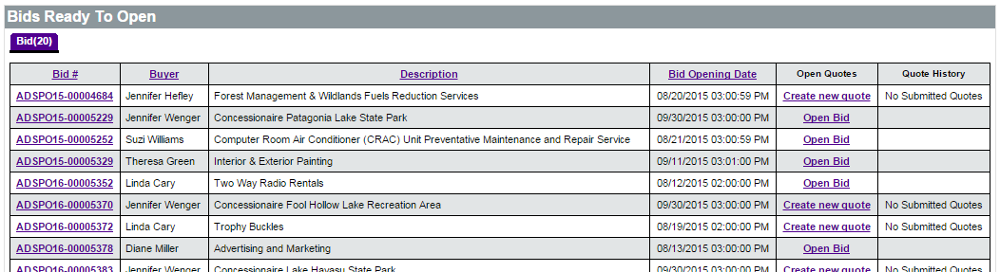 Bids Ready To Open
Bid(20)
Bid # Buyer Description Bid Opening Date Open Quotes Quote History
ADSPO15-00004684 Jennifer Hefley Forest Management & Wildlands Fuels Reduction Services 08/20/2015 03:00:59 PM Create new quote No Submitted Quotes
ADSPO15-00005229 Jennifer Wenger Concessionaire Patagonia Lake State Park 09/30/2015 03:00:00 PM Open Bid
ADSPO15-00005252 Suzi Williams Computer Room Air Conditioner (CRAC) Unit Preventative Maintenance and Repair Service 08/21/2015 03:00:59 PM Open Bid
ADSPO15-00005329 Theresa Green Interior & Exterior Painting 09/11/2015 03:01:00 PM Open Bid
ADSPO16-00005352 Linda Cary Two Way Radio Rentals 08/12/2015 02:00:00 PM Open Bid
ADSPO16-00005370 Jennifer Wenger Concessionaire Fool Hollow Lake Recreation Area 09/30/2015 03:00:00 PM Create new quote No Submitted Quotes
ADSPO16-00005372 Linda Cary Trophy Buckles 08/19/2015 02:00:00 PM Create new quote No Submitted Quotes
ADSPO16-00005378 Diane Miller Advertising and Marketing 08/13/2015 03:00:00 PM Open Bid
ADSPO16-00005383 Jennifer Wenger Concessionaire Lake Havasu State Park 09/30/2015 03:00:00 PM Create new quote No Submitted Quotes